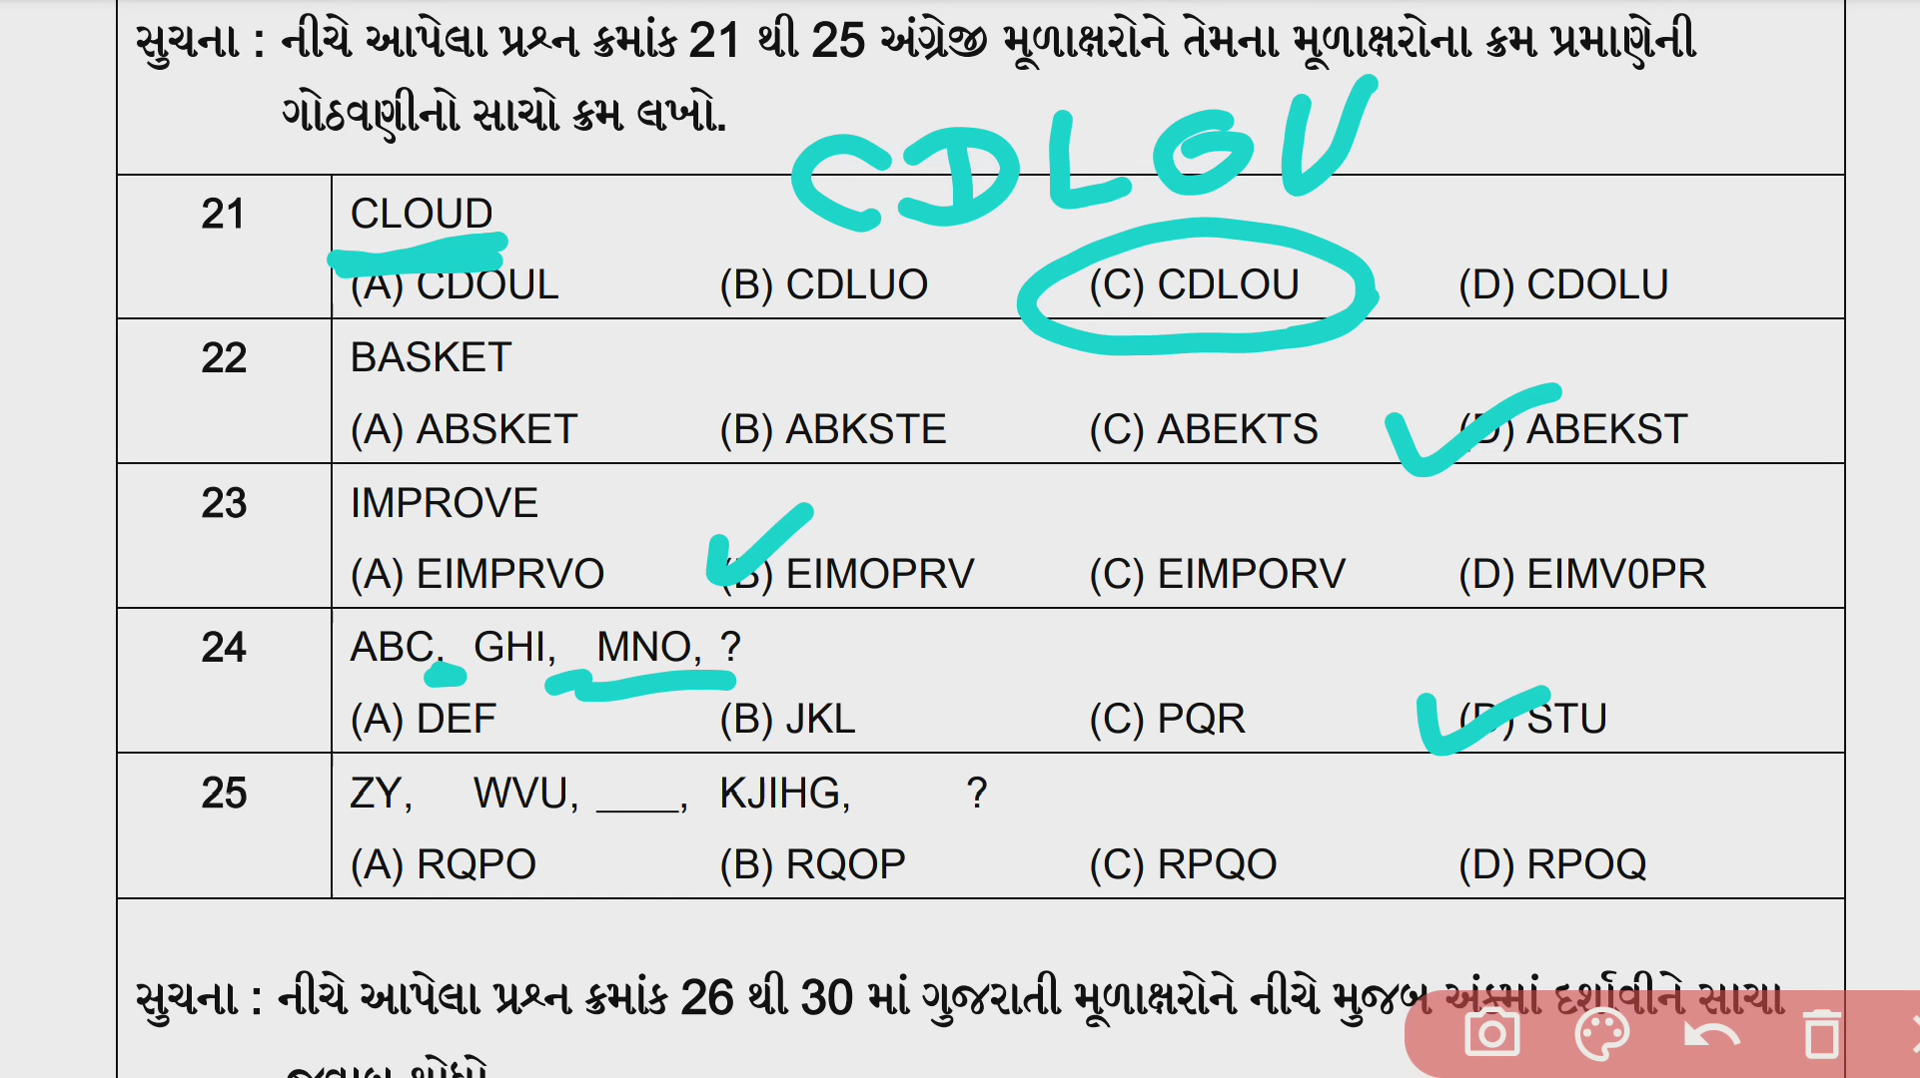 સુચના : નીચે આપેલા પ્રશ્ન ક્રમાંક 21 થી 25 અંગ્રેજી મૂળાક્ષરોને તેમના મૂળાક્ષરોના ક્રમ પ્રમાણેની
ગોઠવણીનો સાચો ક્રમ લખો.
CDLOU
21 CLOUD
(A) CDOUL (B) CDLUO (C) CDLOU (D) CDOLU
22 BASKET
(A) ABSKET (B) ABKSTE (C) ABEKTS (D) ABEKST
23 IMPROVE
(A) EIMPRVO (B) EIMOPRV (C) EIMPORV (D) EIMV0PR
24 ABC, GHI, MNO, ?
(A) DEF (B) JKL (C) PQR (D) STU
25 ZY, WVU, ____, KJIHG, ?
(A) RQPO (B) RQOP (C) RPQO (D) RPOQ
સુચના : નીચે આપેલા પ્રશ્ન ક્રમાંક 26 થી 30 માં ગુજરાતી મૂળાક્ષરોને નીચે મુજબ અંકમાં દર્શાવીને સાચા